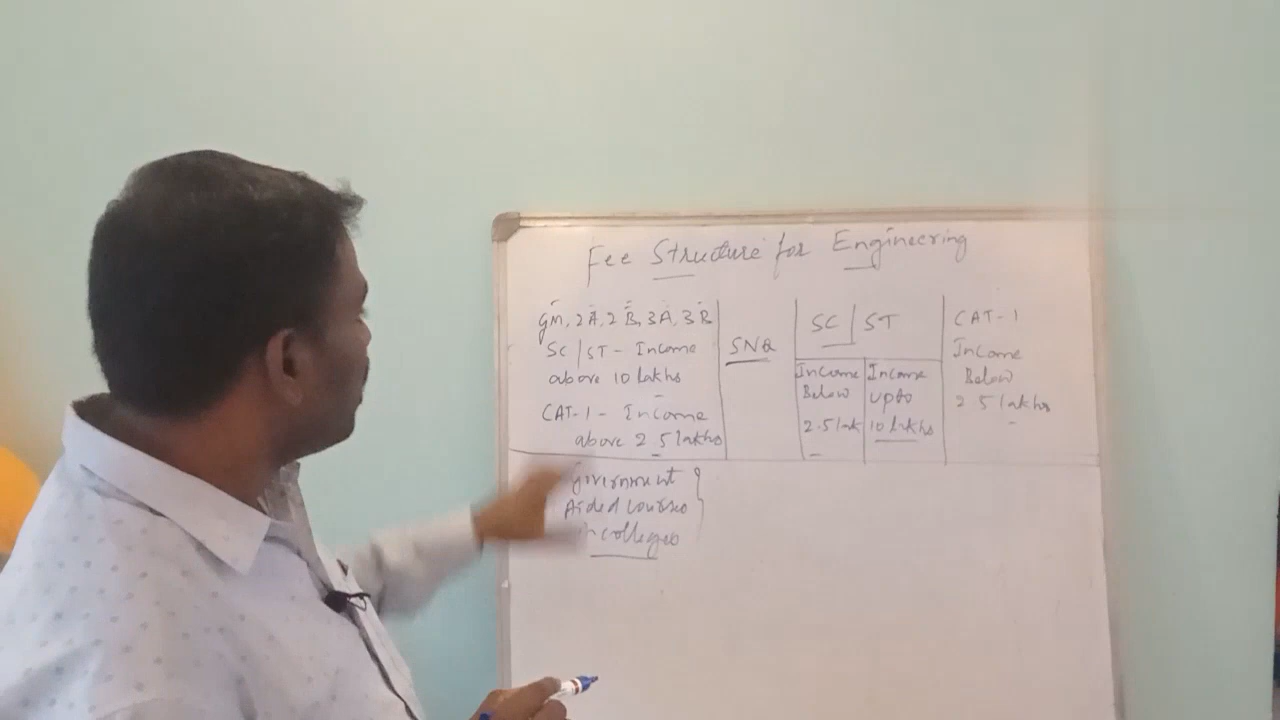 Fee Structure for Engineering
GM, 2A, 2B, 3A, 3B
SC/ST - Income
above 10 lakhs
CAT-1 - Income
above 2.5 lakhs
SNQ
SC/ST
Income
Below
2.5 lak
Income
upto
10 lakhs
CAT-1
Income
Below
2.5 lakhs
Government
Aided courses
in colleges